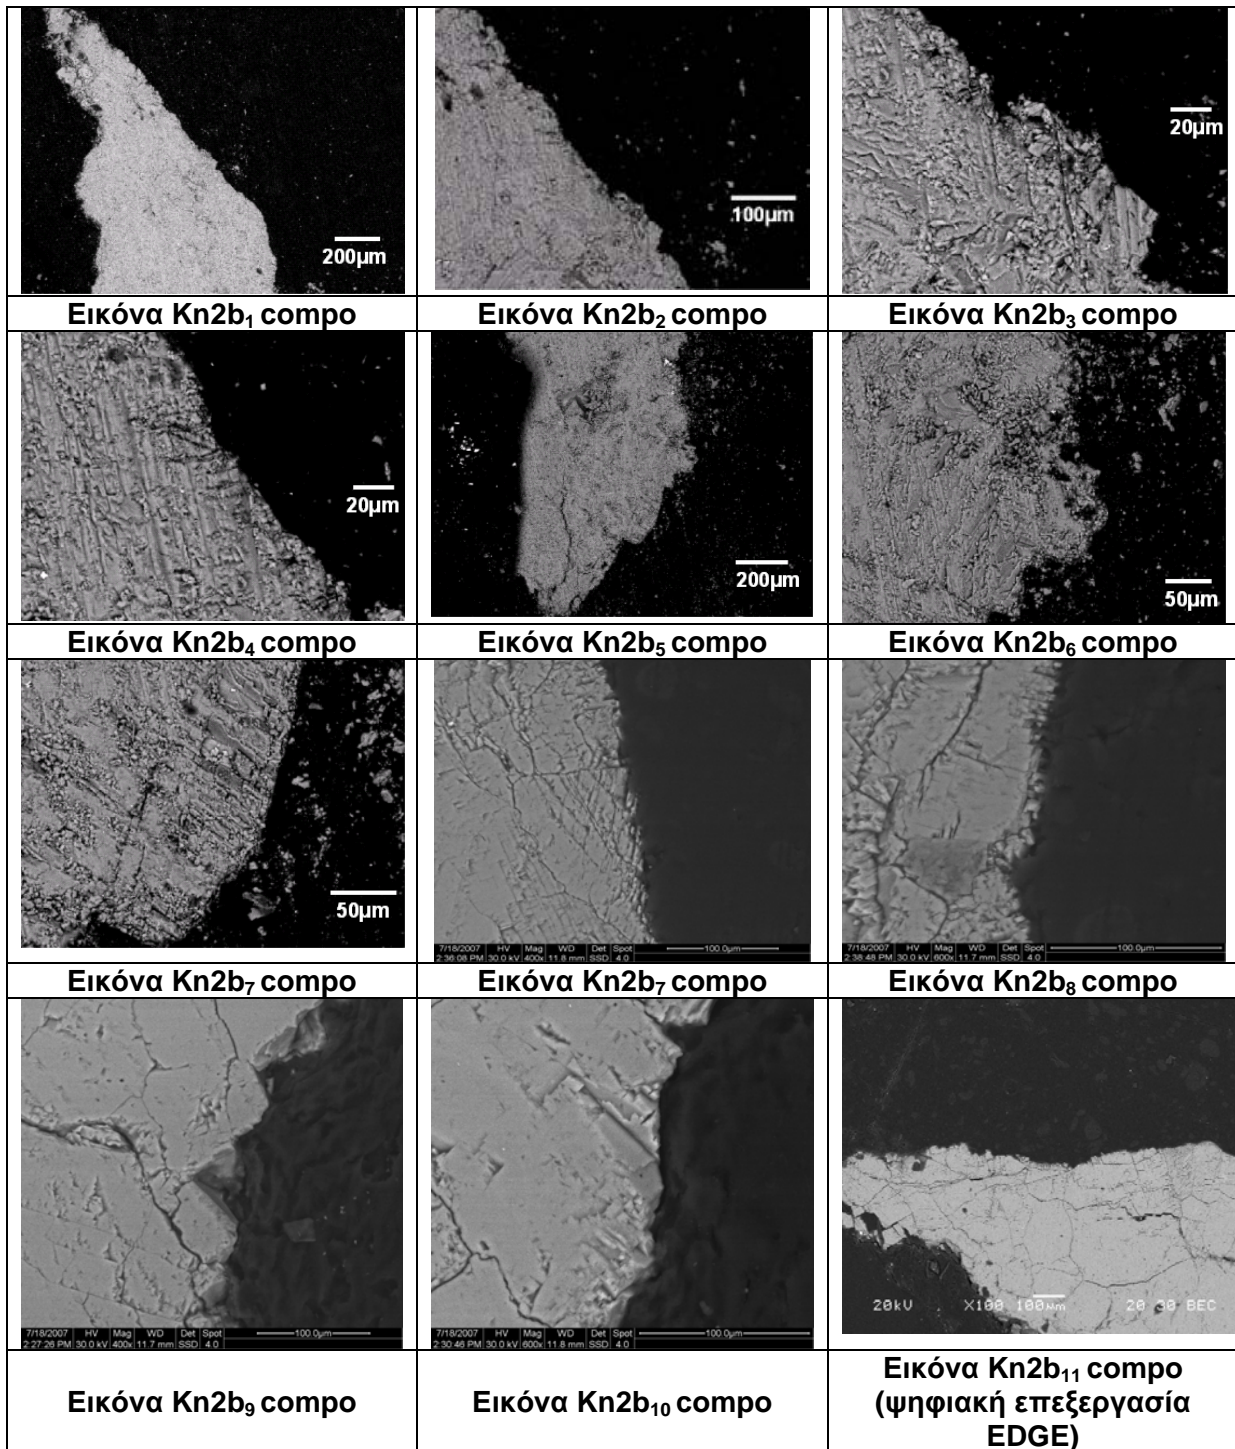 200μm
100μm
20μm
Εικόνα Kn2b₁ compo
Εικόνα Kn2b₂ compo
Εικόνα Kn2b₃ compo
20μm
200μm
50μm
Εικόνα Kn2b₄ compo
Εικόνα Kn2b₅ compo
Εικόνα Kn2b₆ compo
50μm
7/18/2007 HV Mag WD Det Spot
100.0μm
2:36:08 PM 30.0 kV 400x 11.8 mm SSD 4.0
7/18/2007 HV Mag WD Det Spot
100.0μm
2:38:48 PM 30.0 kV 600x 11.7 mm SSD 4.0
Εικόνα Kn2b₇ compo
Εικόνα Kn2b₇ compo
Εικόνα Kn2b₈ compo
7/18/2007 HV Mag WD Det Spot
100.0μm
2:27:26 PM 30.0 kV 400x 11.7 mm SSD 4.0
7/18/2007 HV Mag WD Det Spot
100.0μm
2:30:46 PM 30.0 kV 400x 11.7 mm SSD 4.0
20kV X100 100μm 20 30 BEC
Εικόνα Kn2b₉ compo
Εικόνα Kn2b₁₀ compo
Εικόνα Kn2b₁₁ compo
(ψηφιακή επεξεργασία
EDGE)